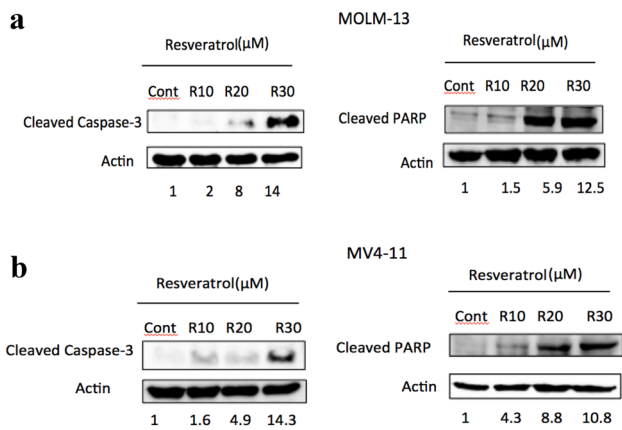 a
MOLM-13
Resveratrol(μM)
Cont R10 R20 R30
Cleaved Caspase-3
Actin
1 2 8 14
Resveratrol(μM)
Cont R10 R20 R30
Cleaved PARP
Actin
1 1.5 5.9 12.5
b
MV4-11
Resveratrol(μM)
Cont R10 R20 R30
Cleaved Caspase-3
Actin
1 1.6 4.9 14.3
Resveratrol(μM)
Cont R10 R20 R30
Cleaved PARP
Actin
1 4.3 8.8 10.8